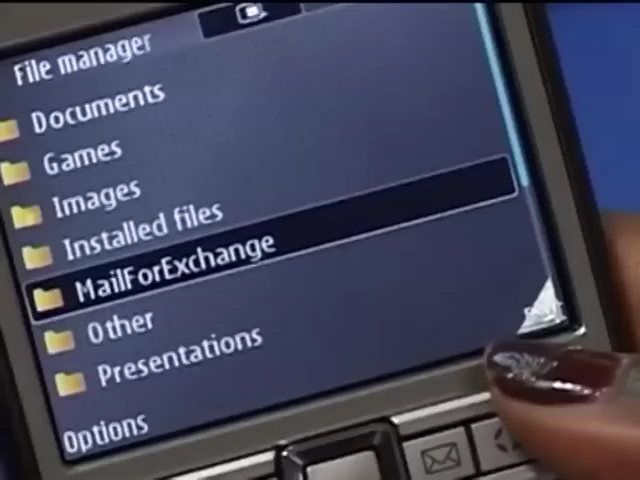 File manager
Documents
Games
Images
Installed files
MailForExchange
Other
Presentations
Options